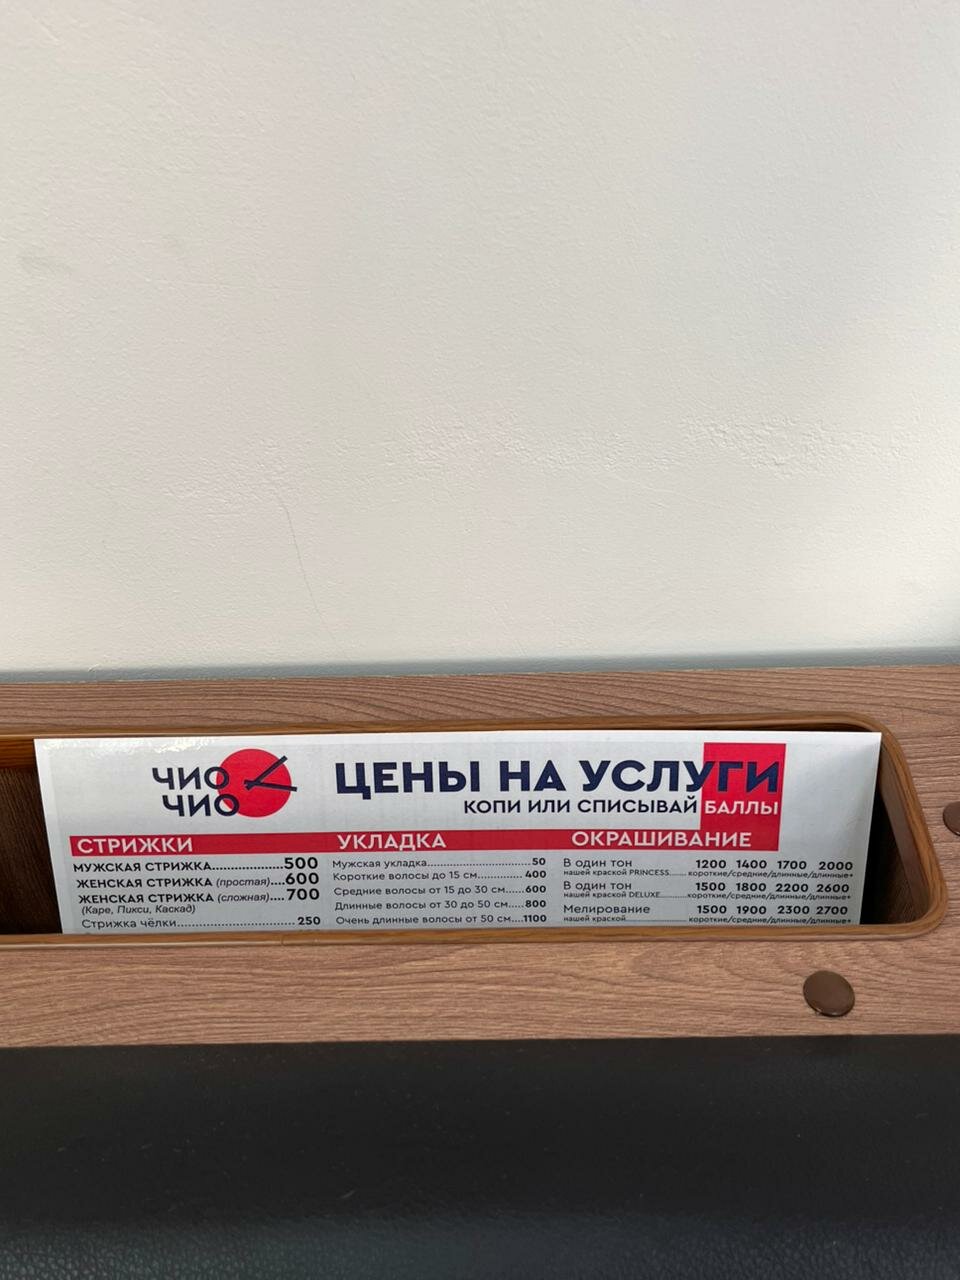 ЧИО
ЧИО
ЦЕНЫ НА УСЛУГИ
КОПИ ИЛИ СПИСЫВАЙ БАЛЛЫ
СТРИЖКИ
МУЖСКАЯ СТРИЖКА................500
ЖЕНСКАЯ СТРИЖКА (простая)....600
ЖЕНСКАЯ СТРИЖКА (сложная)....700
(Каре, Пикси, Каскад)
Стрижка чёлки...........................250
УКЛАДКА
Мужская укладка..........................50
Короткие волосы до 15 см............400
Средние волосы от 15 до 30 см.....600
Длинные волосы от 30 до 50 см.....800
Очень длинные волосы от 50 см....1100
ОКРАШИВАНИЕ
В один тон 1200 1400 1700 2000
нашей краской PRINCESS...... короткие/средние/длинные/длинные+
В один тон 1500 1800 2200 2600
нашей краской DELUXE......... короткие/средние/длинные/длинные+
Мелирование 1500 1900 2300 2700
нашей краской.................... короткие/средние/длинные/длинные+